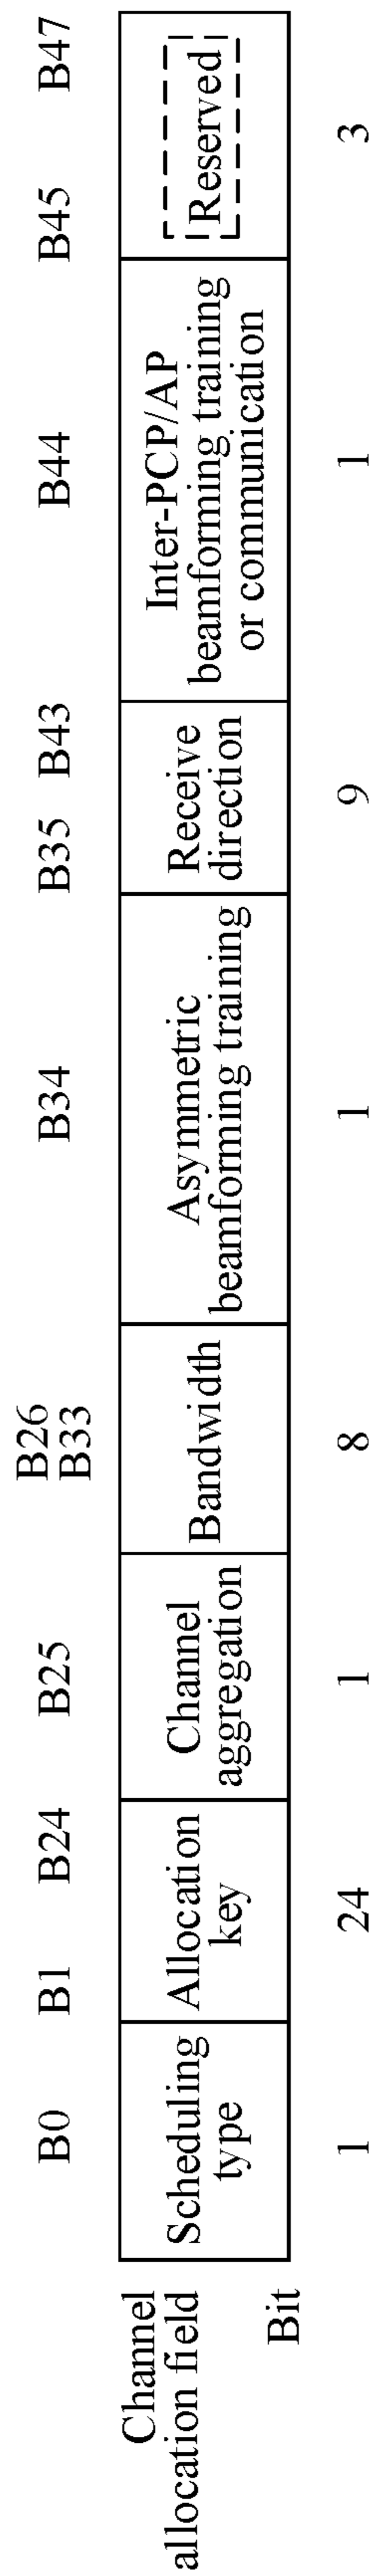 B0
B1
B24
B25
B26
B33
B34
B35
B43
B44
B45
B47
Channel
allocation field
Scheduling
type
Allocation
key
Channel
aggregation
Bandwidth
Asymmetric
beamforming training
Receive
direction
Inter-PCP/AP
beamforming training
or communication
Reserved
Bit
1
24
1
8
1
9
1
3